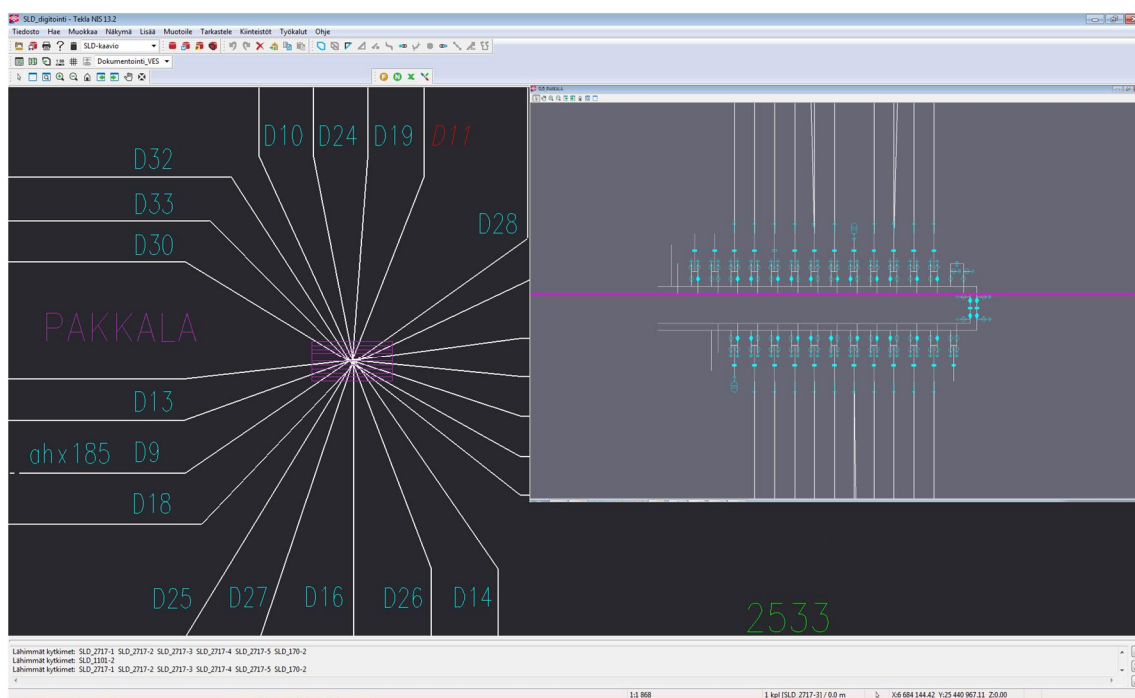 SLD_digitointi - Tekla NIS 13.2
Tiedosto Hae Muokkaa Näkymä Lisää Muotoile Tarkastele Kiinteistöt Työkalut Ohje
SLD-kaavio
Dokumentointi_VES
D10 D24 D19 D11
D32
D33
D28
D30
PAKKALA
D13
ahx185 D9
D18
D25 D27 D16 D26 D14
2533
Lähimmät kytkimet: SLD_2717-1 SLD_2717-2 SLD_2717-3 SLD_2717-4 SLD_2717-5 SLD_170-2
Lähimmät kytkimet: SLD_1101-2
Lähimmät kytkimet: SLD_2717-1 SLD_2717-2 SLD_2717-3 SLD_2717-4 SLD_2717-5 SLD_170-2
1:1 868 1 kpl [SLD_2717-3] / 0.0 m X:6 684 144.42 Y:25 440 967.11 Z:0.00